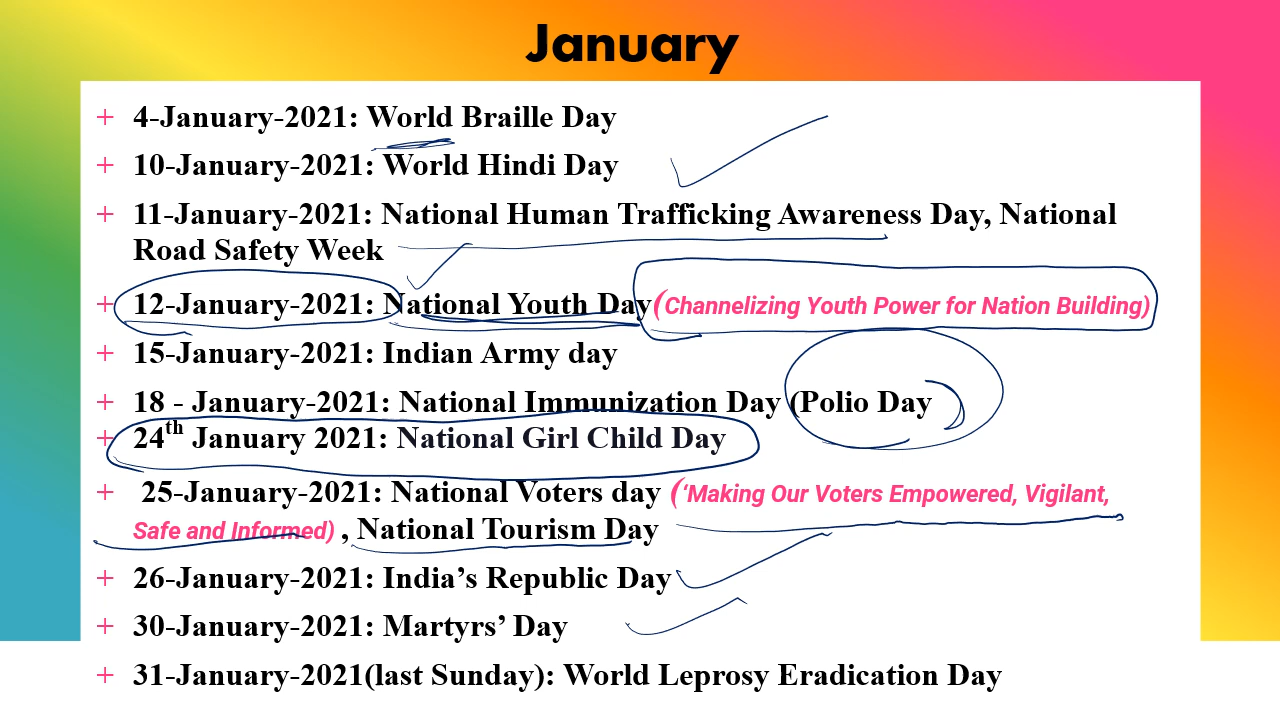 January
+ 4-January-2021: World Braille Day
+ 10-January-2021: World Hindi Day
+ 11-January-2021: National Human Trafficking Awareness Day, National
Road Safety Week
+ 12-January-2021: National Youth Day(Channelizing Youth Power for Nation Building)
+ 15-January-2021: Indian Army day
+ 18 - January-2021: National Immunization Day (Polio Day
+ 24th January 2021: National Girl Child Day
+ 25-January-2021: National Voters day (‘Making Our Voters Empowered, Vigilant,
Safe and Informed) , National Tourism Day
+ 26-January-2021: India’s Republic Day
+ 30-January-2021: Martyrs’ Day
+ 31-January-2021(last Sunday): World Leprosy Eradication Day